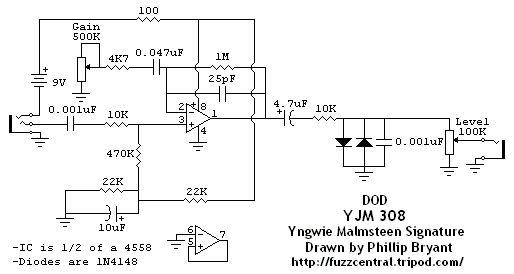 100
Gain
500K
0.047uF
4K7
1M
25pF
9V
0.001uF
10K
2
8
3
1
4
4.7uF
10K
Level
100K
0.001uF
470K
22K
22K
10uF
6
7
5
-IC is 1/2 of a 4558
-Diodes are 1N4148
DOD
YJM 308
Yngwie Malmsteen Signature
Drawn by Phillip Bryant
http://fuzzcentral.tripod.com/